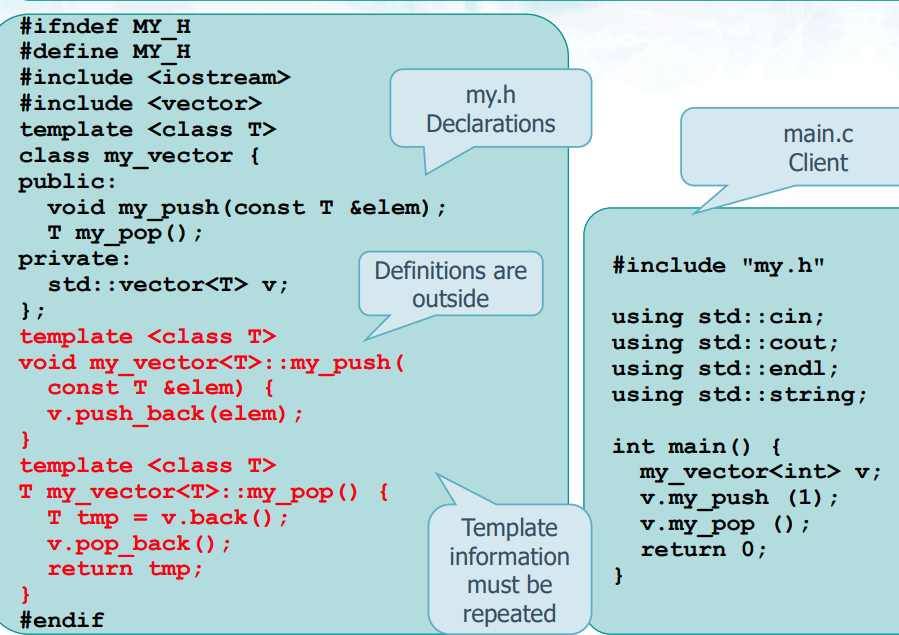 #ifndef MY_H
#define MY_H
#include <iostream>
#include <vector>
template <class T>
class my_vector {
public:
  void my_push(const T &elem);
  T my_pop();
private:
  std::vector<T> v;
};
template <class T>
void my_vector<T>::my_push(
  const T &elem) {
  v.push_back(elem);
}
template <class T>
T my_vector<T>::my_pop() {
  T tmp = v.back();
  v.pop_back();
  return tmp;
}
#endif
my.h
Declarations
Definitions are
outside
Template
information
must be
repeated
main.c
Client
#include "my.h"
using std::cin;
using std::cout;
using std::endl;
using std::string;
int main() {
  my_vector<int> v;
  v.my_push (1);
  v.my_pop ();
  return 0;
}